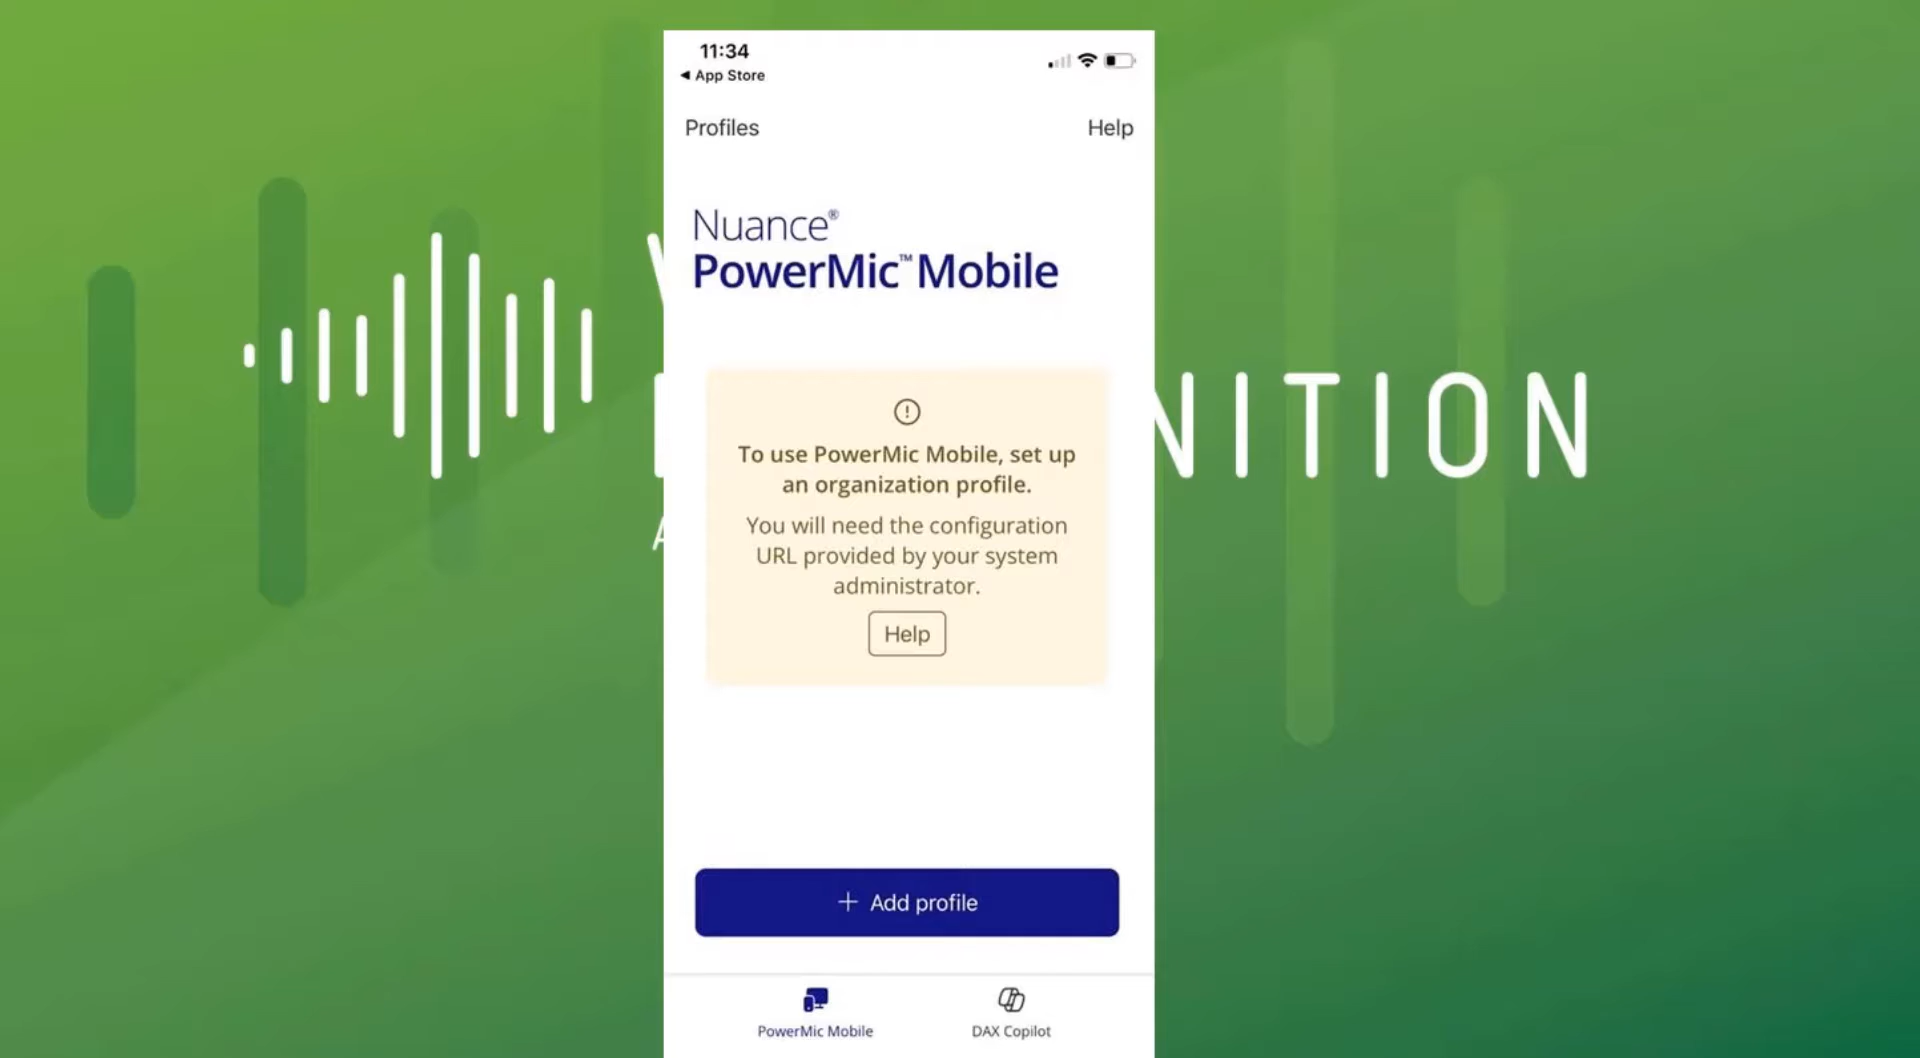 11:34
◀ App Store
Profiles
Help
Nuance®
PowerMic™ Mobile
To use PowerMic Mobile, set up
an organization profile.
You will need the configuration
URL provided by your system
administrator.
Help
NITION
+ Add profile
PowerMic Mobile
DAX Copilot